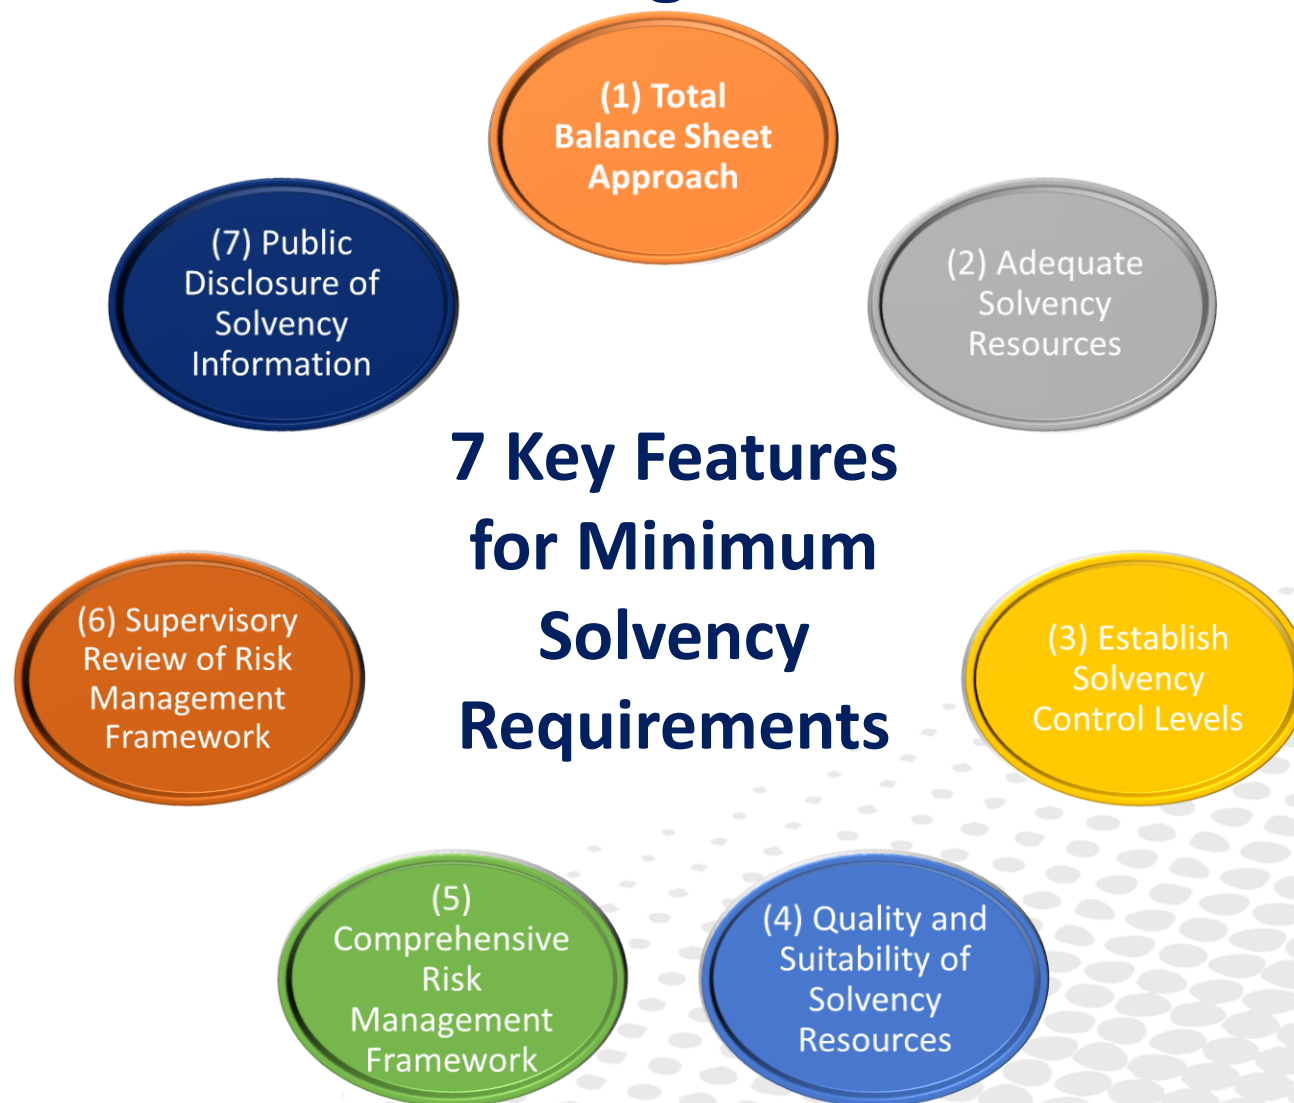 (1) Total
Balance Sheet
Approach
(2) Adequate
Solvency
Resources
(3) Establish
Solvency
Control Levels
(4) Quality and
Suitability of
Solvency
Resources
(5)
Comprehensive
Risk
Management
Framework
(6) Supervisory
Review of Risk
Management
Framework
(7) Public
Disclosure of
Solvency
Information
7 Key Features
for Minimum
Solvency
Requirements